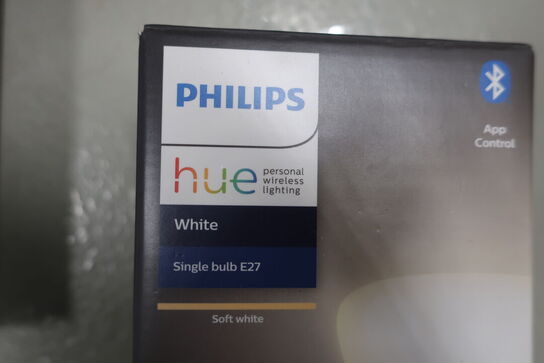 PHILIPS
hue personal
wireless
lighting
White
Single bulb E27
Soft white
App
Control